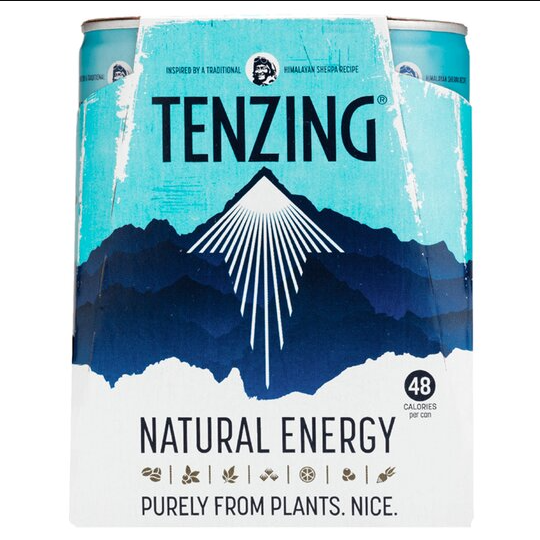 INSPIRED BY A TRADITIONAL HIMALAYAN SHERPA RECIPE
TENZING®
48
CALORIES
per can
NATURAL ENERGY
PURELY FROM PLANTS. NICE.